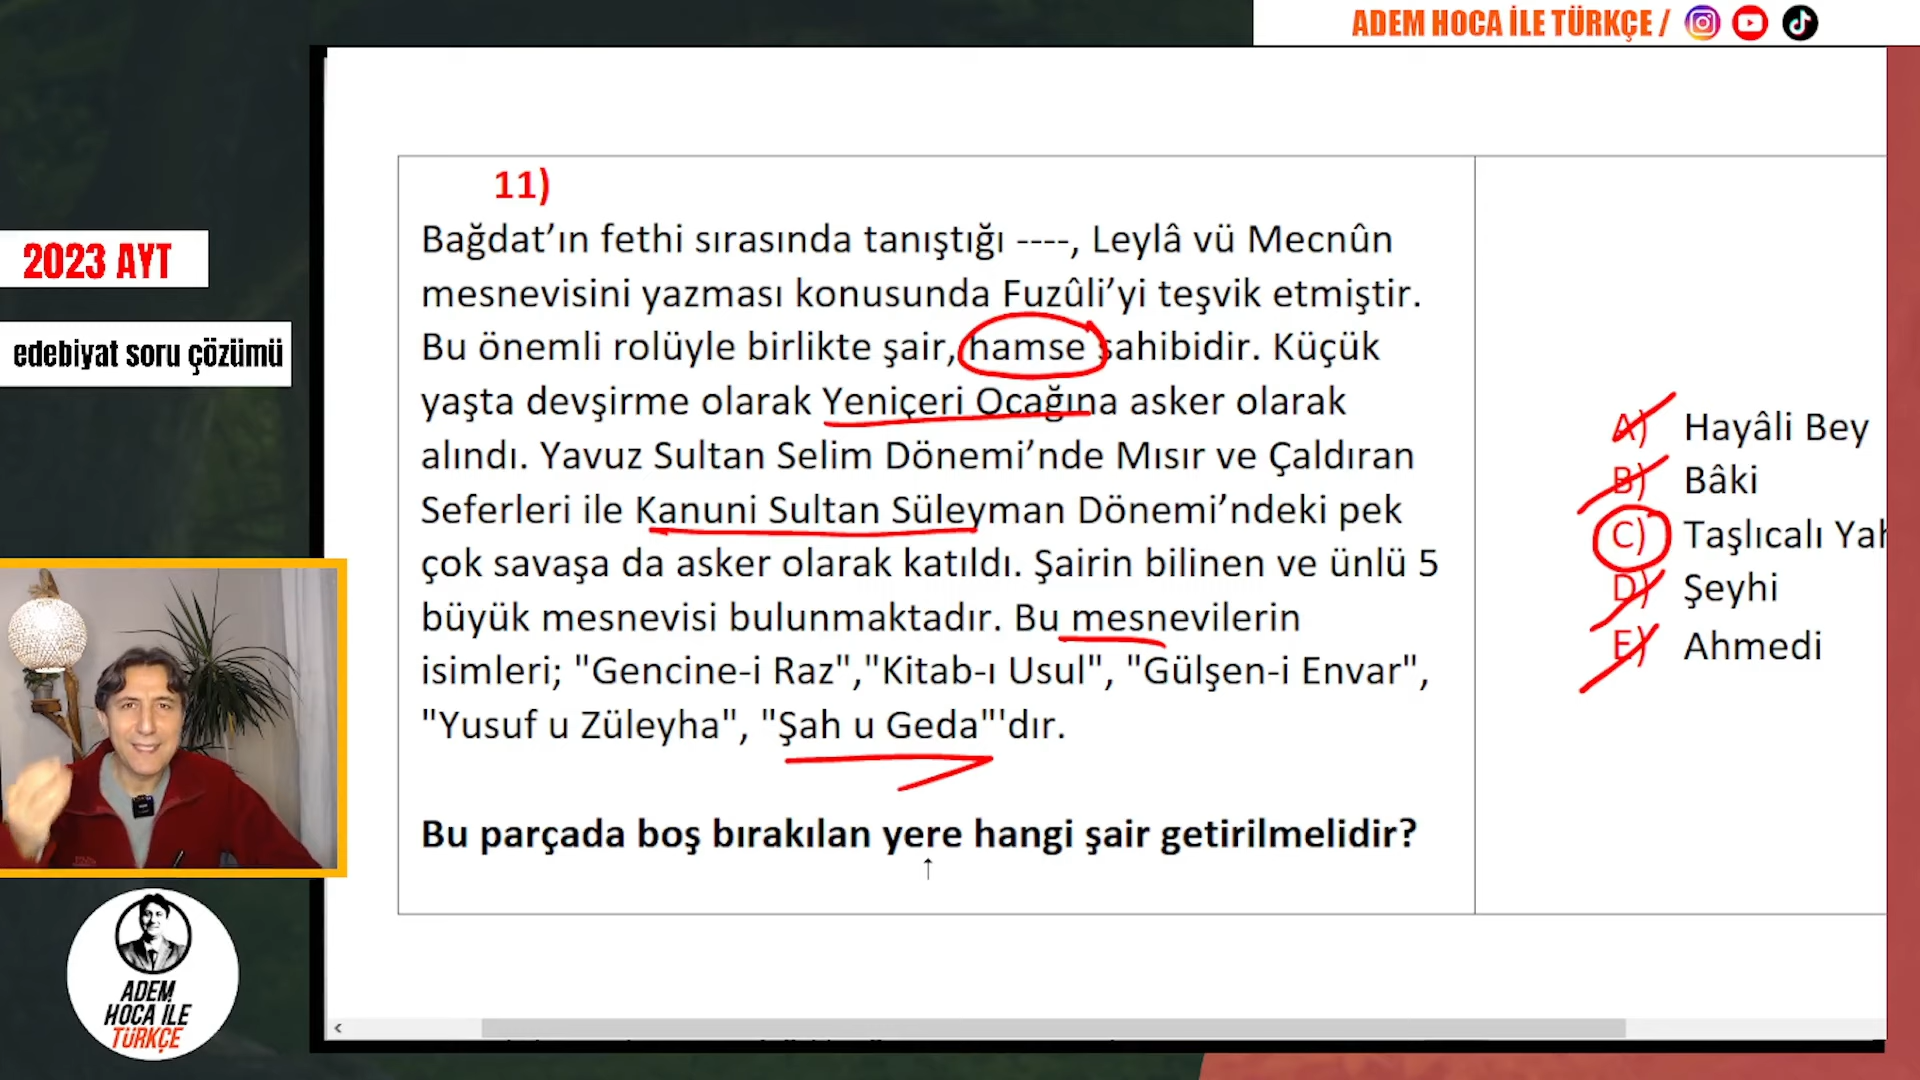 ADEM HOCA İLE TÜRKÇE /
2023 AYT
edebiyat soru çözümü
11)
Bağdat’ın fethi sırasında tanıştığı ----, Leylâ vü Mecnûn
mesnevisini yazması konusunda Fuzûli’yi teşvik etmiştir.
Bu önemli rolüyle birlikte şair, hamse sahibidir. Küçük
yaşta devşirme olarak Yeniçeri Ocağına asker olarak
alındı. Yavuz Sultan Selim Dönemi’nde Mısır ve Çaldıran
Seferleri ile Kanuni Sultan Süleyman Dönemi’ndeki pek
çok savaşa da asker olarak katıldı. Şairin bilinen ve ünlü 5
büyük mesnevisi bulunmaktadır. Bu mesnevilerin
isimleri; "Gencine-i Raz","Kitab-ı Usul", "Gülşen-i Envar",
"Yusuf u Züleyha", "Şah u Geda"'dır.
Bu parçada boş bırakılan yere hangi şair getirilmelidir?
A) Hayâli Bey
B) Bâki
C) Taşlıcalı Yah
D) Şeyhi
E) Ahmedi
ADEM
HOCA İLE
TÜRKÇE